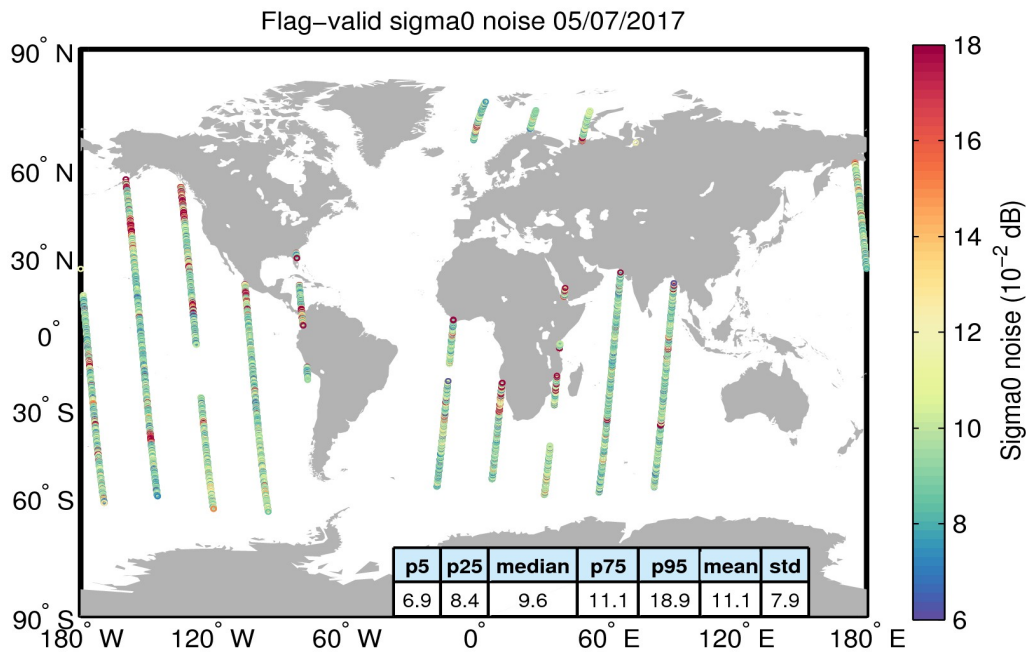 Flag−valid sigma0 noise 05/07/2017
90° N
60° N
30° N
0°
30° S
60° S
90° S
180° W
120° W
60° W
0°
60° E
120° E
180° E
p5 p25 median p75 p95 mean std
6.9 8.4 9.6 11.1 18.9 11.1 7.9
18
16
14
12
10
8
6
Sigma0 noise (10⁻² dB)